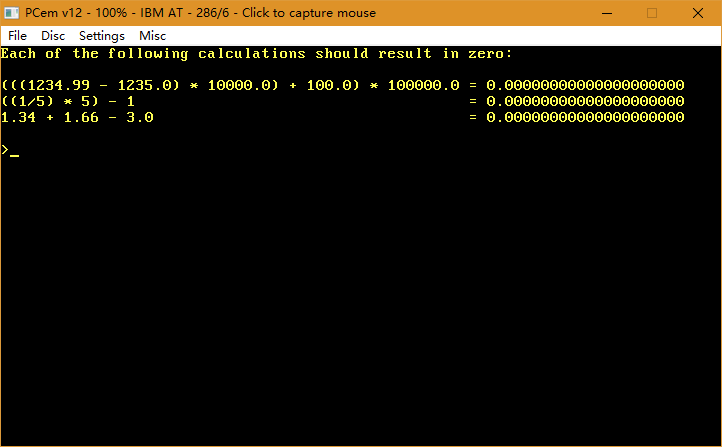 PCem v12 - 100% - IBM AT - 286/6 - Click to capture mouse
File Disc Settings Misc
Each of the following calculations should result in zero:
(((1234.99 - 1235.0) * 10000.0) + 100.0) * 100000.0 = 0.00000000000000000000
((1/5) * 5) - 1 = 0.00000000000000000000
1.34 + 1.66 - 3.0 = 0.00000000000000000000
>_